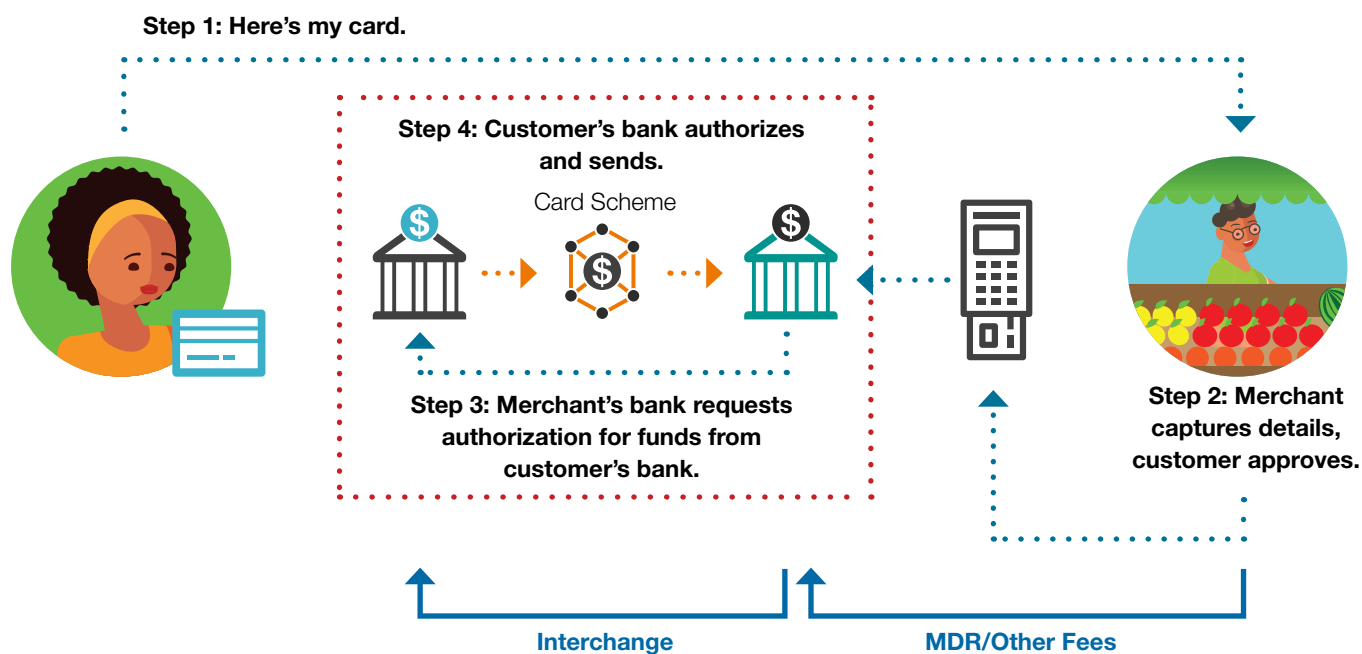 Step 1: Here’s my card.
Step 4: Customer’s bank authorizes
and sends.
Card Scheme
$
$
$
Step 3: Merchant’s bank requests
authorization for funds from
customer’s bank.
Step 2: Merchant
captures details,
customer approves.
Interchange
MDR/Other Fees